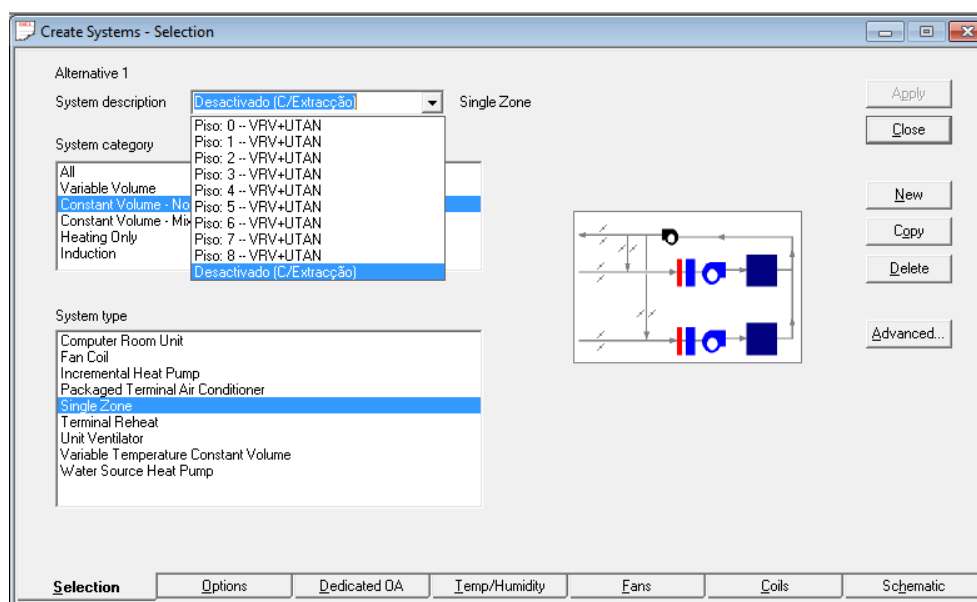 Create Systems - Selection
Alternative 1
System description
Desactivado (C/Extracção)
Single Zone
Piso: 0 -- VRV+UTAN
Piso: 1 -- VRV+UTAN
Piso: 2 -- VRV+UTAN
Piso: 3 -- VRV+UTAN
Piso: 4 -- VRV+UTAN
Piso: 5 -- VRV+UTAN
Piso: 6 -- VRV+UTAN
Piso: 7 -- VRV+UTAN
Piso: 8 -- VRV+UTAN
Desactivado (C/Extracção)
System category
All
Variable Volume
Constant Volume - No
Constant Volume - Mix
Heating Only
Induction
System type
Computer Room Unit
Fan Coil
Incremental Heat Pump
Packaged Terminal Air Conditioner
Single Zone
Terminal Reheat
Unit Ventilator
Variable Temperature Constant Volume
Water Source Heat Pump
Apply
Close
New
Copy
Delete
Advanced...
Selection
Options
Dedicated OA
Temp/Humidity
Fans
Coils
Schematic